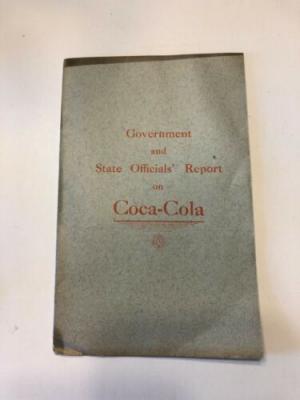 Government
and
State Officials' Report
on
Coca-Cola